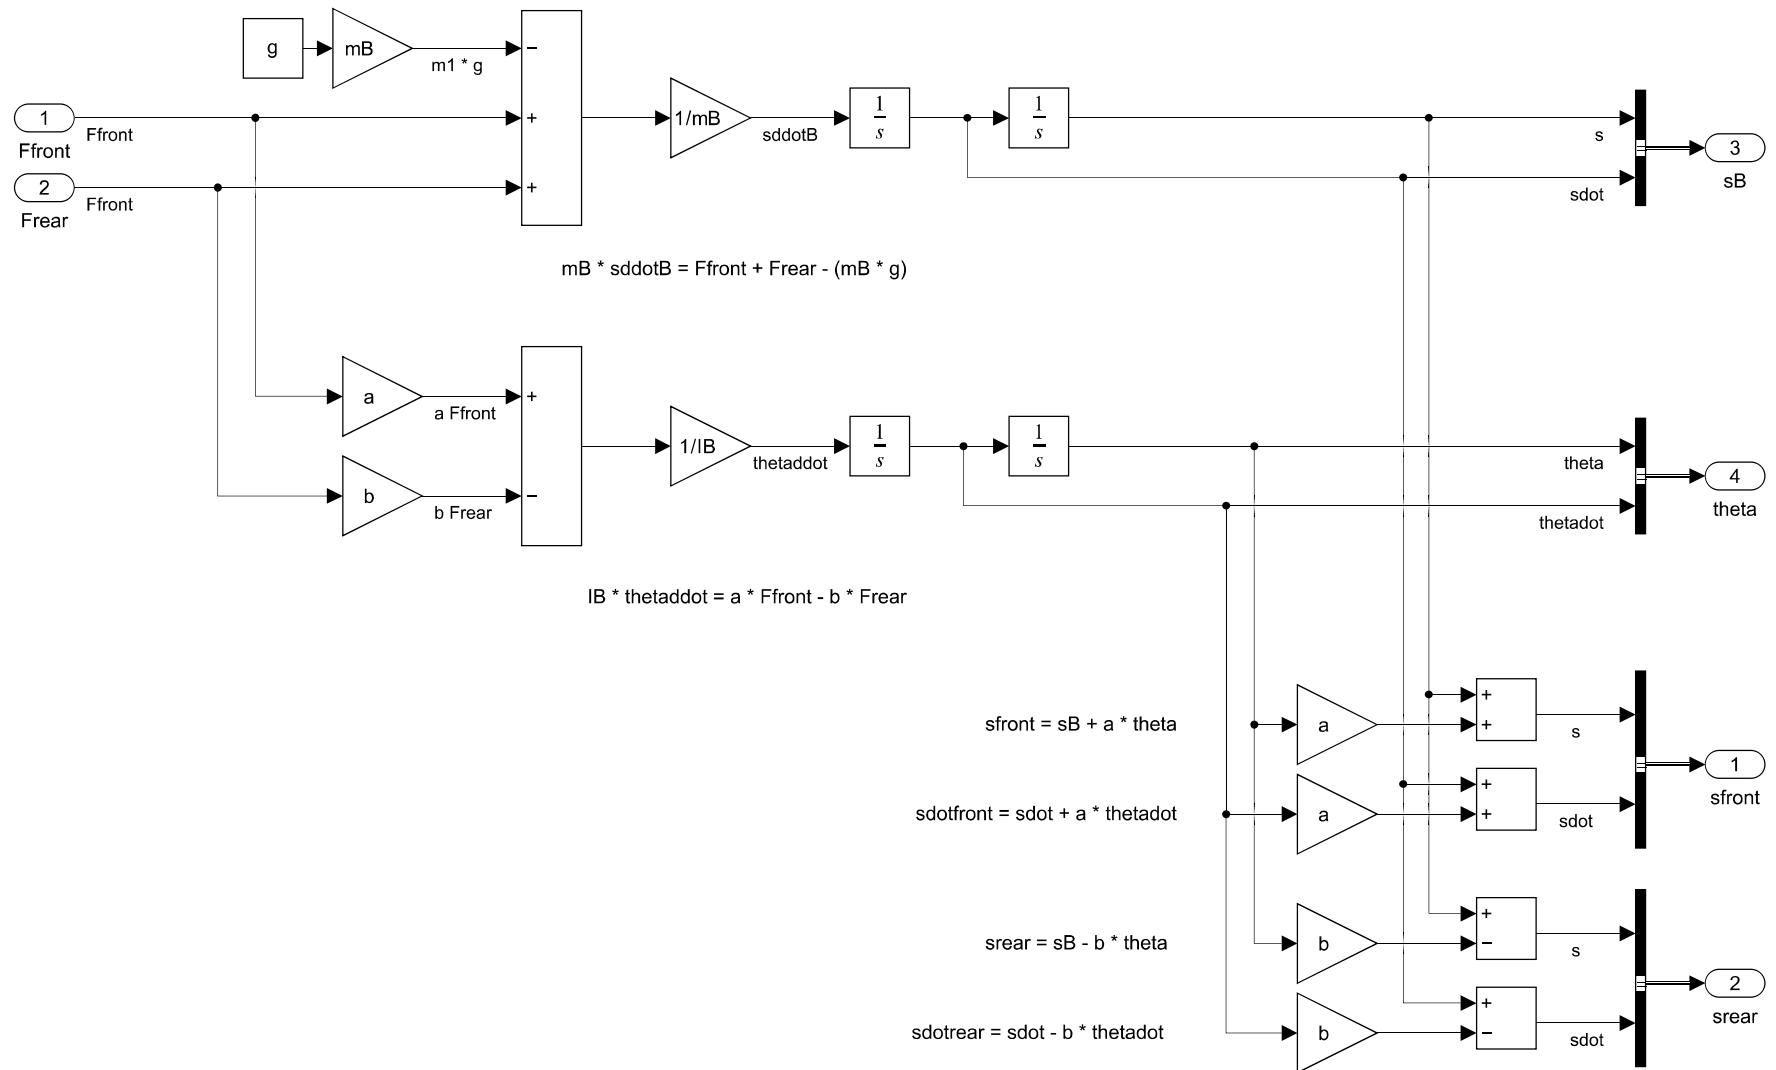 g
mB
−
m1 * g
1
Ffront
+
1/mB
sddotB
1
s
1
s
s
Ffront
3
sB
2
Ffront
+
sdot
Frear
mB * sddotB = Ffront + Frear - (mB * g)
a
a Ffront
+
1/IB
thetaddot
1
s
1
s
theta
4
theta
b
b Frear
−
thetadot
IB * thetaddot = a * Ffront - b * Frear
sfront = sB + a * theta
a
+
+
s
1
sfront
sdotfront = sdot + a * thetadot
a
+
+
sdot
srear = sB - b * theta
b
+
−
s
2
srear
sdotrear = sdot - b * thetadot
b
+
−
sdot